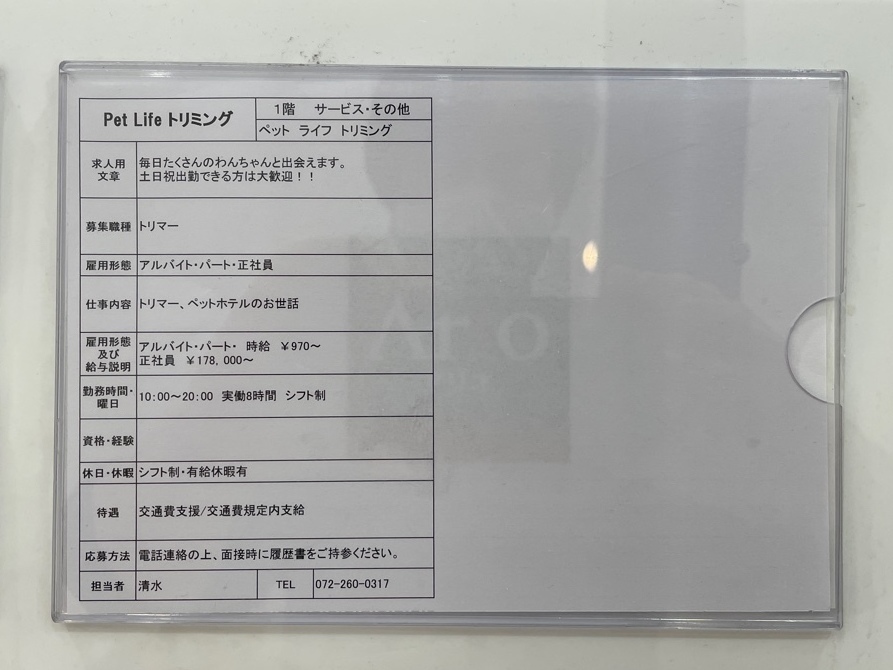 Pet Life トリミング
1階 サービス・その他
ペット ライフ トリミング
求人用
文章
毎日たくさんのわんちゃんと出会えます。
土日祝出勤できる方は大歓迎！！
募集職種
トリマー
雇用形態
アルバイト・パート・正社員
仕事内容
トリマー、ペットホテルのお世話
雇用形態
及び
給与説明
アルバイト・パート・ 時給 ￥970～
正社員 ￥178,000～
勤務時間・
曜日
10:00～20:00 実働8時間 シフト制
資格・経験
休日・休暇
シフト制・有給休暇有
待遇
交通費支援/交通費規定内支給
応募方法
電話連絡の上、面接時に履歴書をご持参ください。
担当者
清水
TEL
072-260-0317